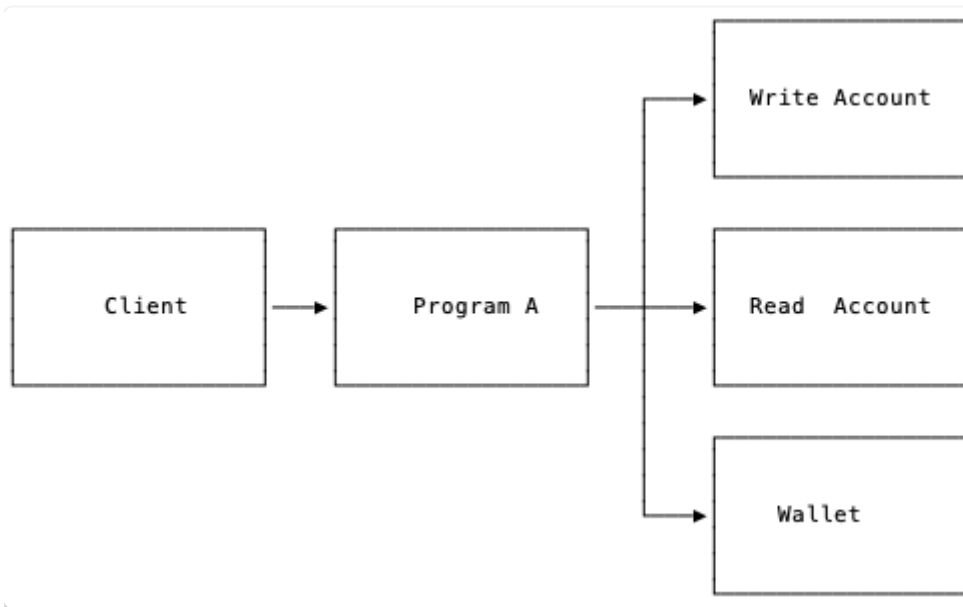 Write Account
Client
Program A
Read  Account
Wallet